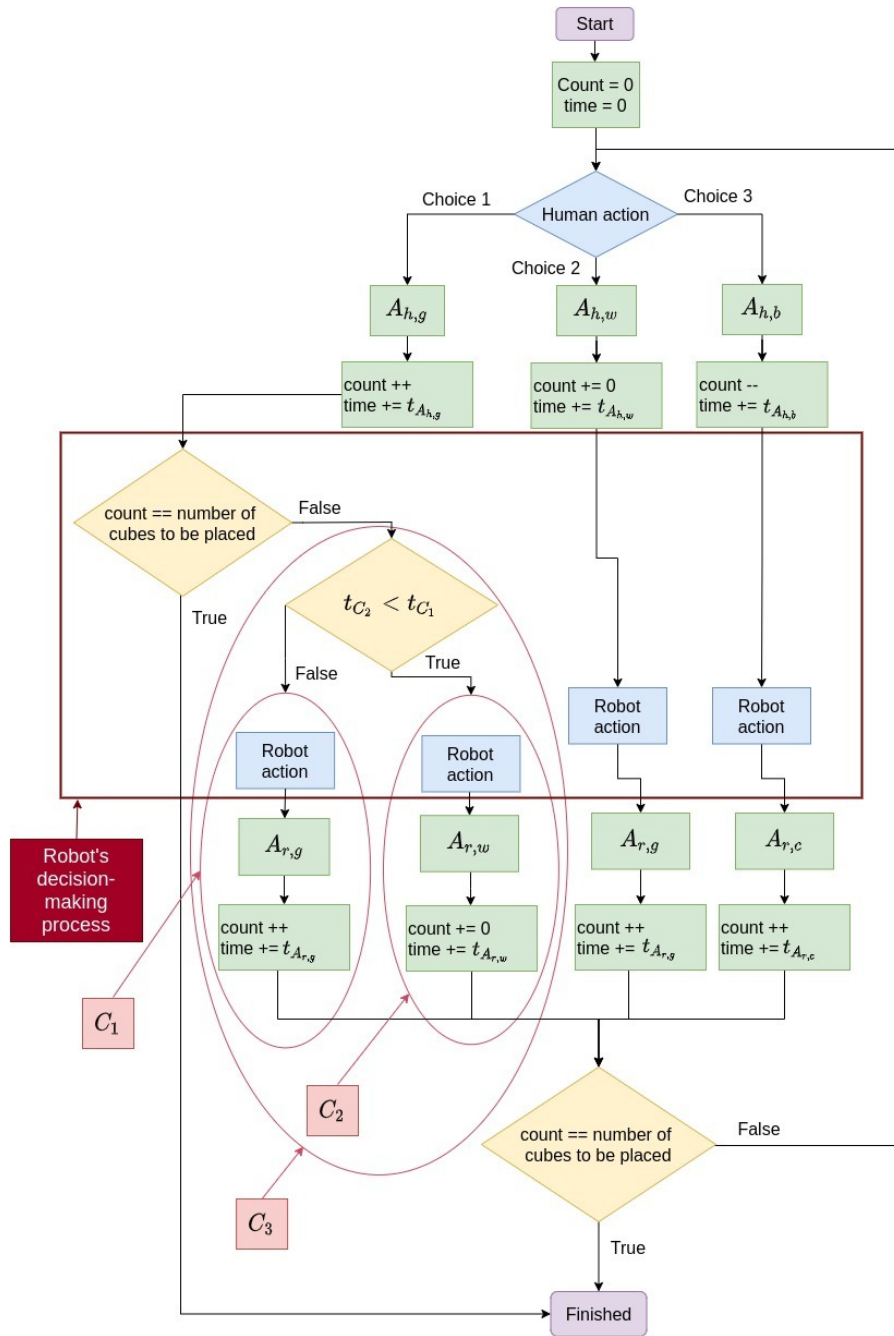 Start
Count = 0
time = 0
Human action
Choice 1
Choice 2
Choice 3
A_{h,g}
A_{h,w}
A_{h,b}
count ++
time += t_{A_{h,g}}
count += 0
time += t_{A_{h,w}}
count --
time += t_{A_{h,b}}
count == number of
cubes to be placed
False
True
t_{C_2} < t_{C_1}
False
True
Robot
action
Robot
action
Robot
action
Robot
action
A_{r,g}
A_{r,w}
A_{r,g}
A_{r,c}
Robot's
decision-
making
process
count ++
time += t_{A_{r,g}}
count += 0
time += t_{A_{r,w}}
count ++
time += t_{A_{r,g}}
count ++
time += t_{A_{r,c}}
C_1
C_2
C_3
count == number of
cubes to be placed
False
True
Finished